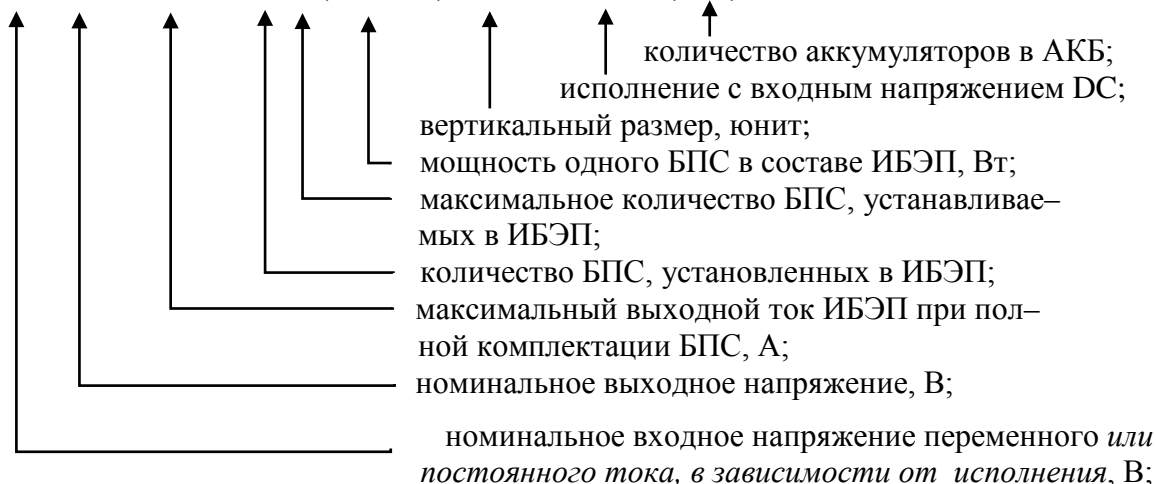 количество аккумуляторов в АКБ;
исполнение с входным напряжением DC;
вертикальный размер, юнит;
мощность одного БПС в составе ИБЭП, Вт;
максимальное количество БПС, устанавливае–
мых в ИБЭП;
количество БПС, установленных в ИБЭП;
максимальный выходной ток ИБЭП при пол–
ной комплектации БПС, А;
номинальное выходное напряжение, В;
номинальное входное напряжение переменного или
постоянного тока, в зависимости от исполнения, В;